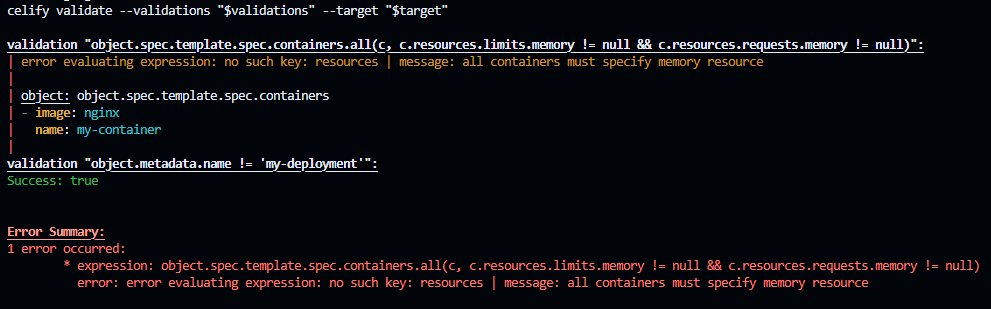 celify validate --validations "$validations" --target "$target"
validation "object.spec.template.spec.containers.all(c, c.resources.limits.memory != null && c.resources.requests.memory != null)":
| error evaluating expression: no such key: resources | message: all containers must specify memory resource
|
| object: object.spec.template.spec.containers
| - image: nginx
|   name: my-container
|
validation "object.metadata.name != 'my-deployment'":
Success: true
Error Summary:
1 error occurred:
* expression: object.spec.template.spec.containers.all(c, c.resources.limits.memory != null && c.resources.requests.memory != null)
error: error evaluating expression: no such key: resources | message: all containers must specify memory resource